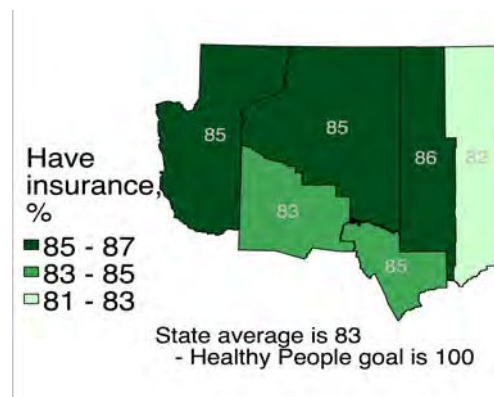 85
85
86
82
83
85
Have
insurance,
%
85 - 87
83 - 85
81 - 83
State average is 83
- Healthy People goal is 100